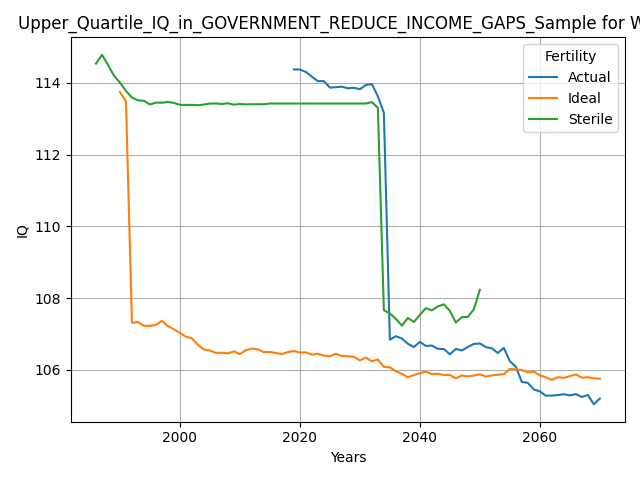 Upper_Quartile_IQ_in_GOVERNMENT_REDUCE_INCOME_GAPS_Sample for W
Fertility
Actual
Ideal
Sterile
114
112
110
108
106
IQ
2000
2020
2040
2060
Years